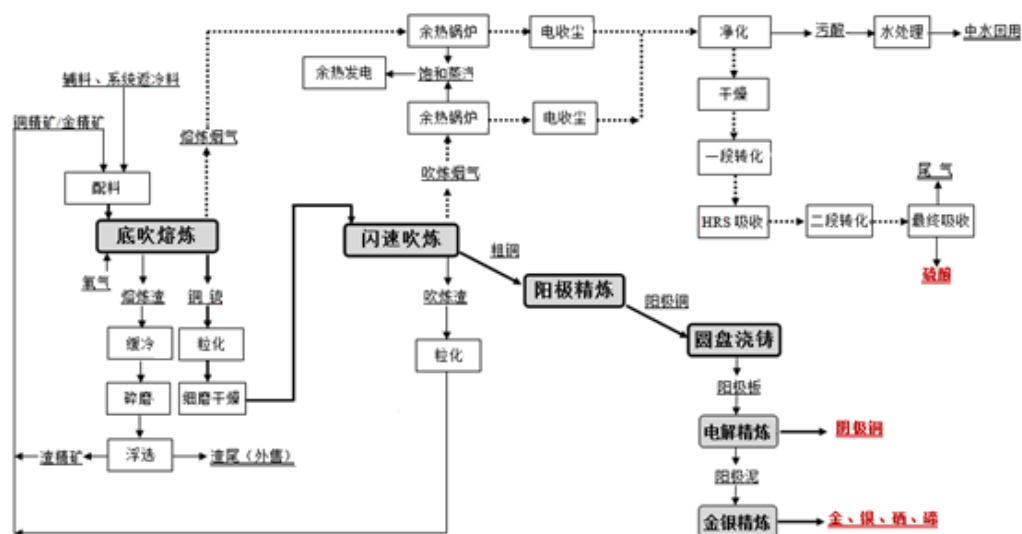 余热锅炉
电收尘
净化
污酸
水处理
中水回用
余热发电
饱和蒸汽
辅料、系统返冷料
铜精矿/金精矿
熔炼烟气
余热锅炉
电收尘
干燥
吹炼烟气
一段转化
尾 气
配料
HRS 吸收
二段转化
最终吸收
底吹熔炼
闪速吹炼
粗铜
硫酸
氧气
熔炼渣
铜 锍
吹炼渣
阳极精炼
阳极铜
缓冷
粒化
粒化
圆盘浇铸
碎磨
细磨干燥
阳极板
电解精炼
阴极铜
渣精矿
浮选
渣尾（外售）
阳极泥
金银精炼
金、银、硒、碲